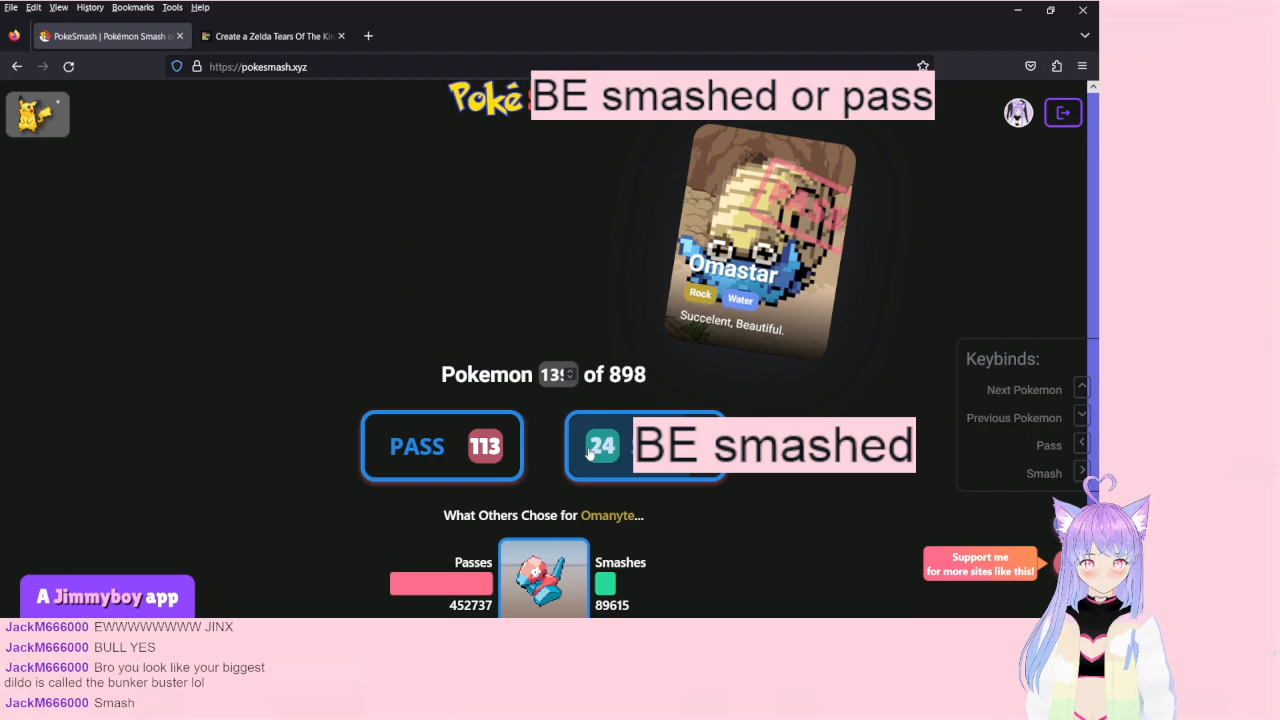 File Edit View History Bookmarks Tools Help
PokeSmash | Pokémon Smash o
Create a Zelda Tears Of The Kin
https://pokesmash.xyz
Poké BE smashed or pass
PASS
Omastar
Rock Water
Succelent, Beautiful.
Pokemon 139 of 898
Keybinds:
Next Pokemon
Previous Pokemon
Pass
Smash
PASS 113
24 BE smashed
What Others Chose for Omanyte...
Passes Smashes
452737 89615
Support me
for more sites like this!
A Jimmyboy app
JackM666000 EWWWWWWWW JINX
JackM666000 BULL YES
JackM666000 Bro you look like your biggest
dildo is called the bunker buster lol
JackM666000 Smash